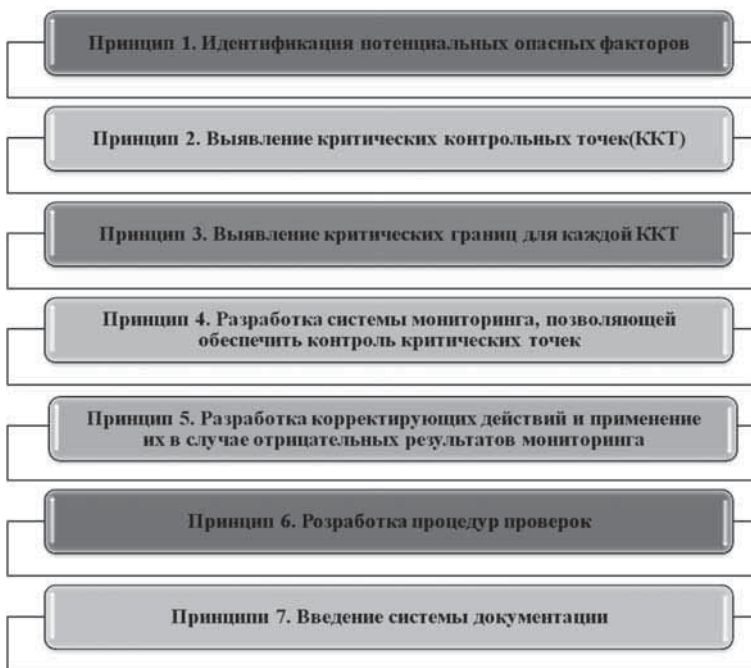 Принцип 1. Идентификация потенциальных опасных факторов
Принцип 2. Выявление критических контрольных точек(ККТ)
Принцип 3. Выявление критических границ для каждой ККТ
Принцип 4. Разработка системы мониторинга, позволяющей
обеспечить контроль критических точек
Принцип 5. Разработка корректирующих действий и применение
их в случае отрицательных результатов мониторинга
Принцип 6. Розработка процедур проверок
Принципи 7. Введение системы документации